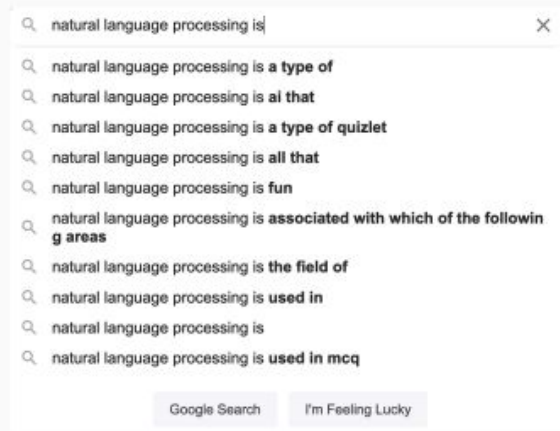 natural language processing is
natural language processing is a type of
natural language processing is ai that
natural language processing is a type of quizlet
natural language processing is all that
natural language processing is fun
natural language processing is associated with which of the followin
g areas
natural language processing is the field of
natural language processing is used in
natural language processing is
natural language processing is used in mcq
Google Search I'm Feeling Lucky